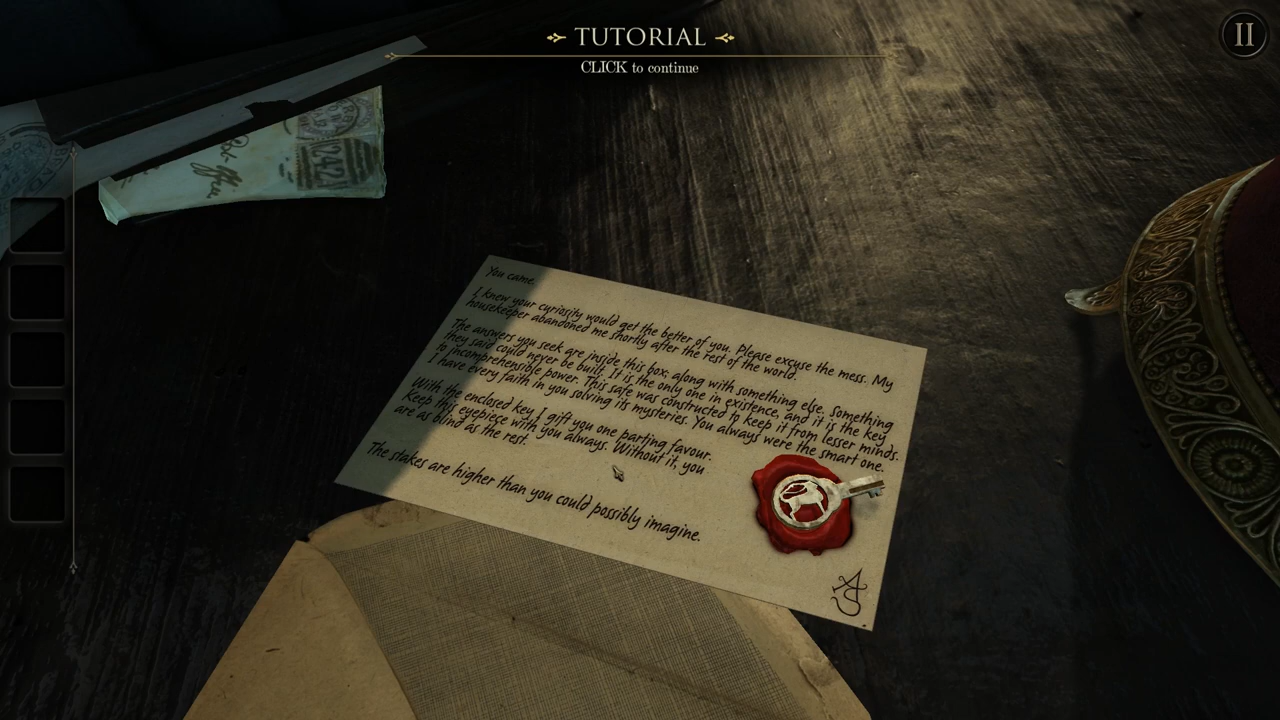 TUTORIAL
CLICK to continue
II
242
You came.
I knew your curiosity would get the better of you. Please excuse the mess. My
housekeeper abandoned me shortly after the rest of the world.
The answers you seek are inside this box; along with something else. Something
they said could never be built. It is the only one in existence, and it is the key
to incomprehensible power. This safe was constructed to keep it from lesser minds.
I have every faith in you solving its mysteries. You always were the smart one.
With the enclosed key I gift you one parting favour.
Keep this eyepiece with you always. Without it, you
are as blind as the rest.
The stakes are higher than you could possibly imagine.